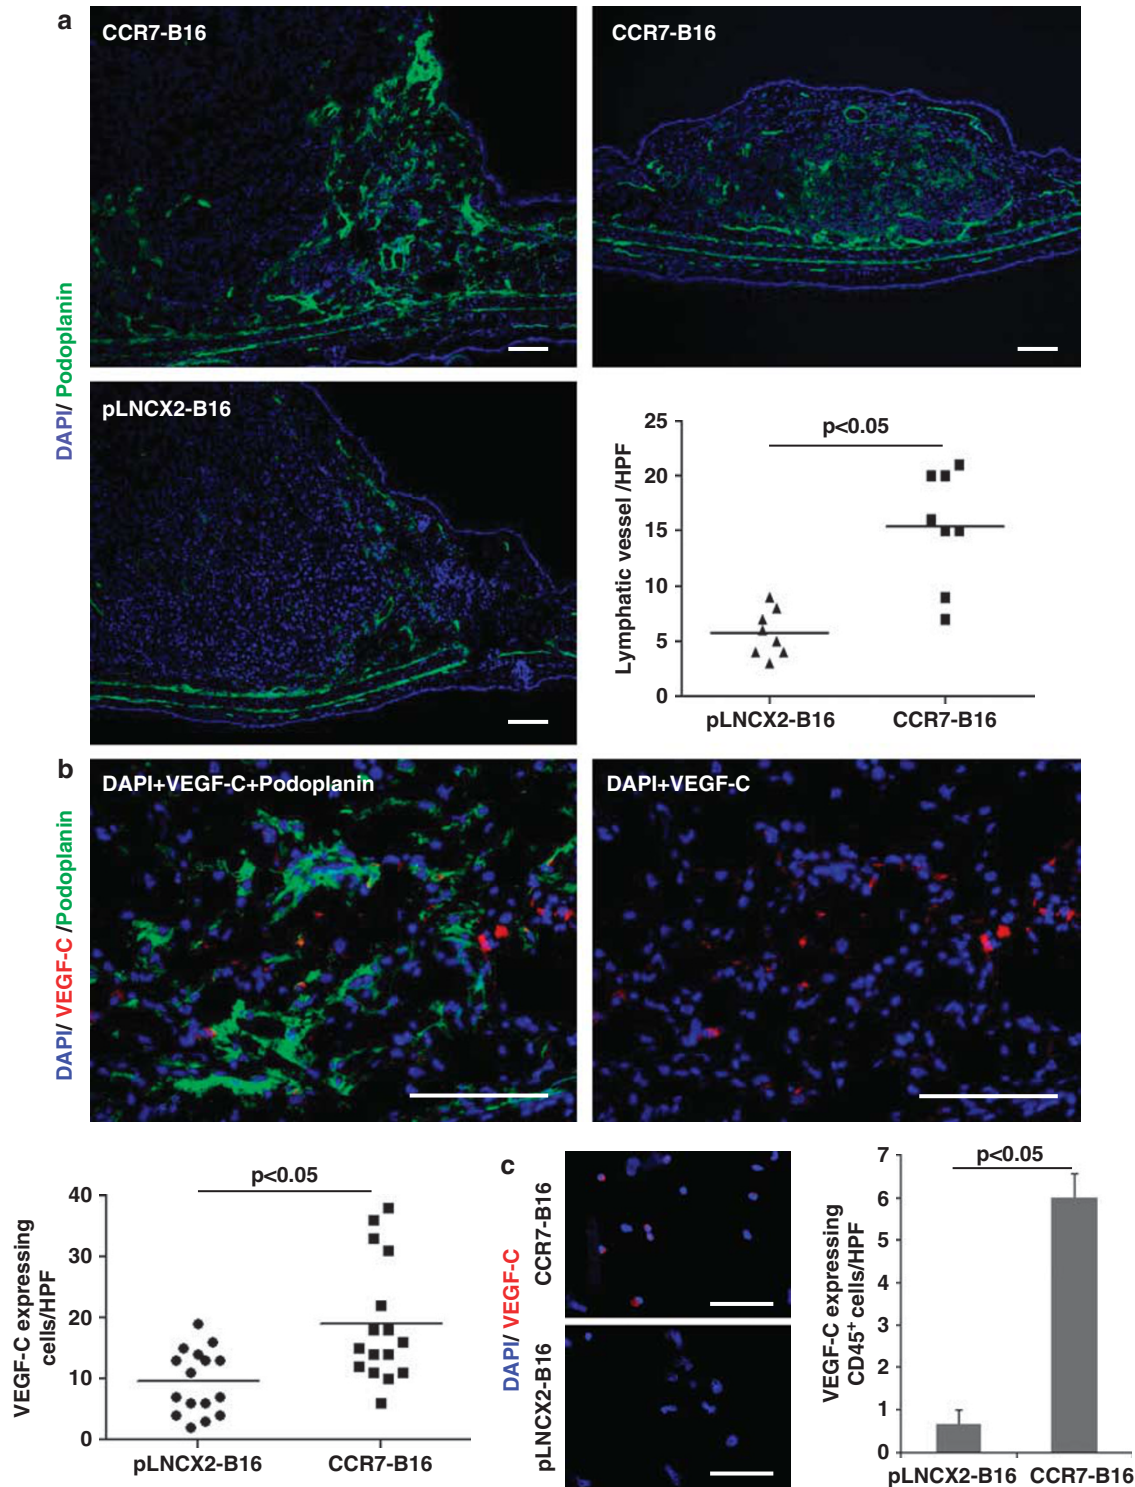 a
CCR7-B16
CCR7-B16
DAPI/ Podoplanin
pLNCX2-B16
Lymphatic vessel /HPF
25
20
15
10
5
0
p<0.05
pLNCX2-B16
CCR7-B16
b
DAPI/ VEGF-C /Podoplanin
DAPI+VEGF-C+Podoplanin
DAPI+VEGF-C
VEGF-C expressing
cells/HPF
40
30
20
10
0
p<0.05
pLNCX2-B16
CCR7-B16
c
DAPI/ VEGF-C
CCR7-B16
pLNCX2-B16
VEGF-C expressing
CD45⁺ cells/HPF
7
6
5
4
3
2
1
0
p<0.05
pLNCX2-B16
CCR7-B16